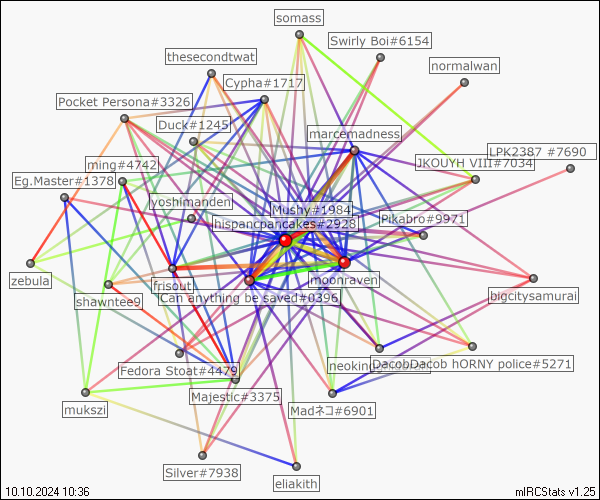 somass
Swirly Boi#6154
thesecondtwat
normalwan
Cypha#1717
Pocket Persona#3326
Duck#1245
marcemadness
LPK2387 #7690
ming#4742
JKOUYH VIII#7034
Eg.Master#1378
yoshimanden
Mushy#1984
Pikabro#9971
hispancpancakes#2928
zebula
frisout
moonraven
shawntee9
Can anything be saved#0396
bigcitysamurai
Fedora Stoat#4479
neokin
DacobDacob hORNY police#5271
Majestic#3375
mukszi
Madネコ#6901
Silver#7938
eliakith
10.10.2024 10:36
mIRCStats v1.25